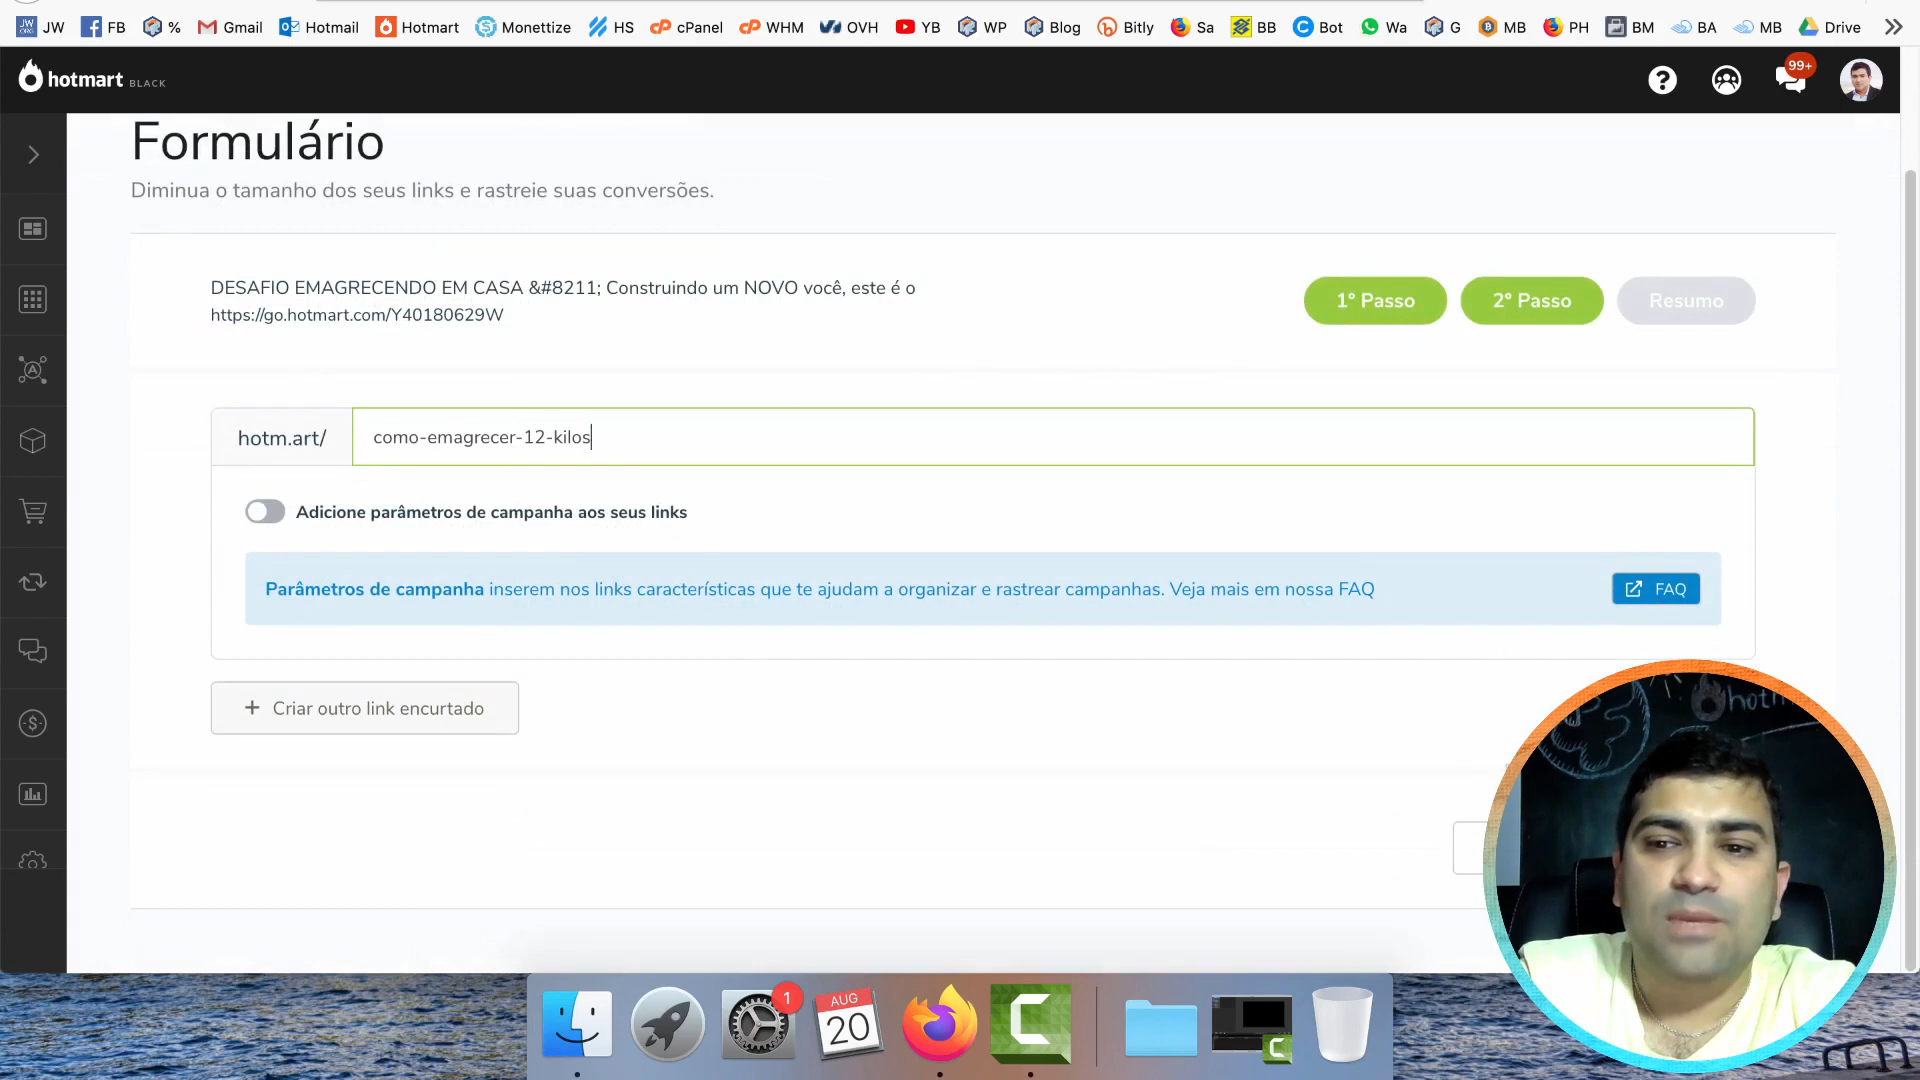 JW FB % Gmail Hotmail Hotmart Monettize HS cPanel WHM OVH YB WP Blog Bitly Sa BB Bot Wa G MB PH BM BA MB Drive
hotmart BLACK
99+
Formulário
Diminua o tamanho dos seus links e rastreie suas conversões.
DESAFIO EMAGRECENDO EM CASA &#8211; Construindo um NOVO você, este é o
https://go.hotmart.com/Y40180629W
1º Passo 2º Passo Resumo
hotm.art/ como-emagrecer-12-kilos
Adicione parâmetros de campanha aos seus links
Parâmetros de campanha inserem nos links características que te ajudam a organizar e rastrear campanhas. Veja mais em nossa FAQ
FAQ
+ Criar outro link encurtado
1
AUG
20